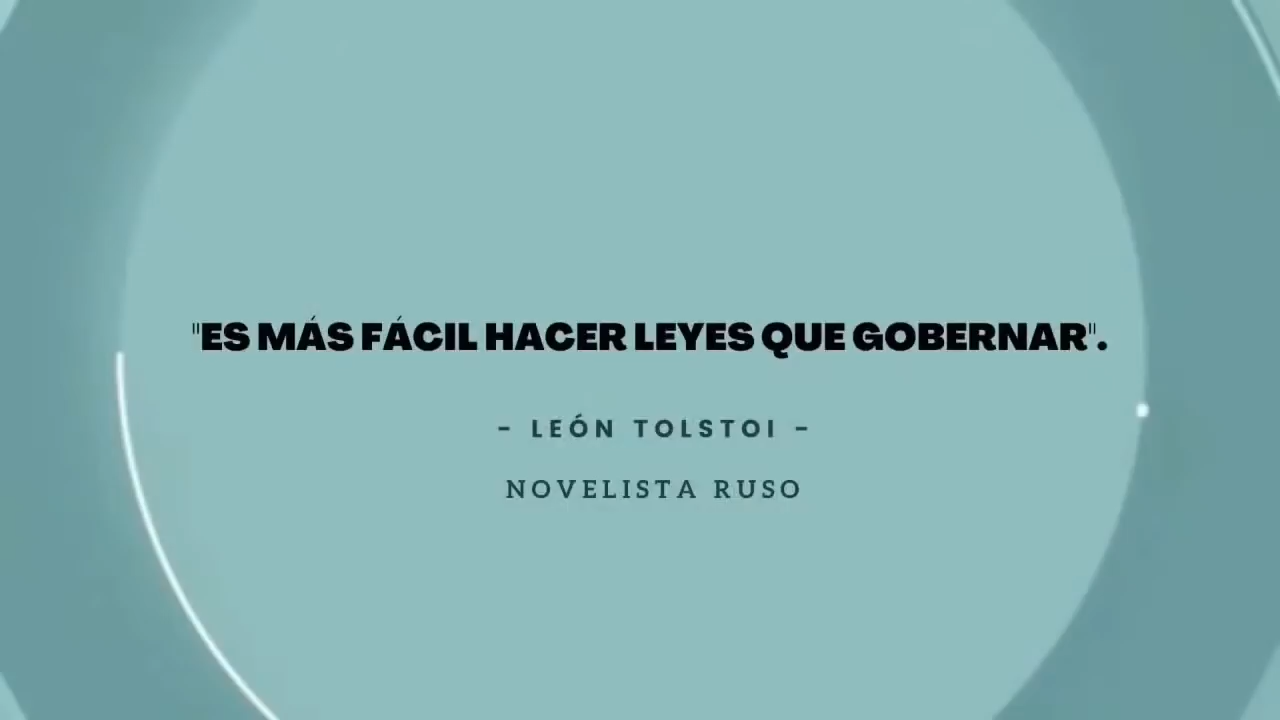 "ES MÁS FÁCIL HACER LEYES QUE GOBERNAR".
- LEÓN TOLSTOI -
NOVELISTA RUSO